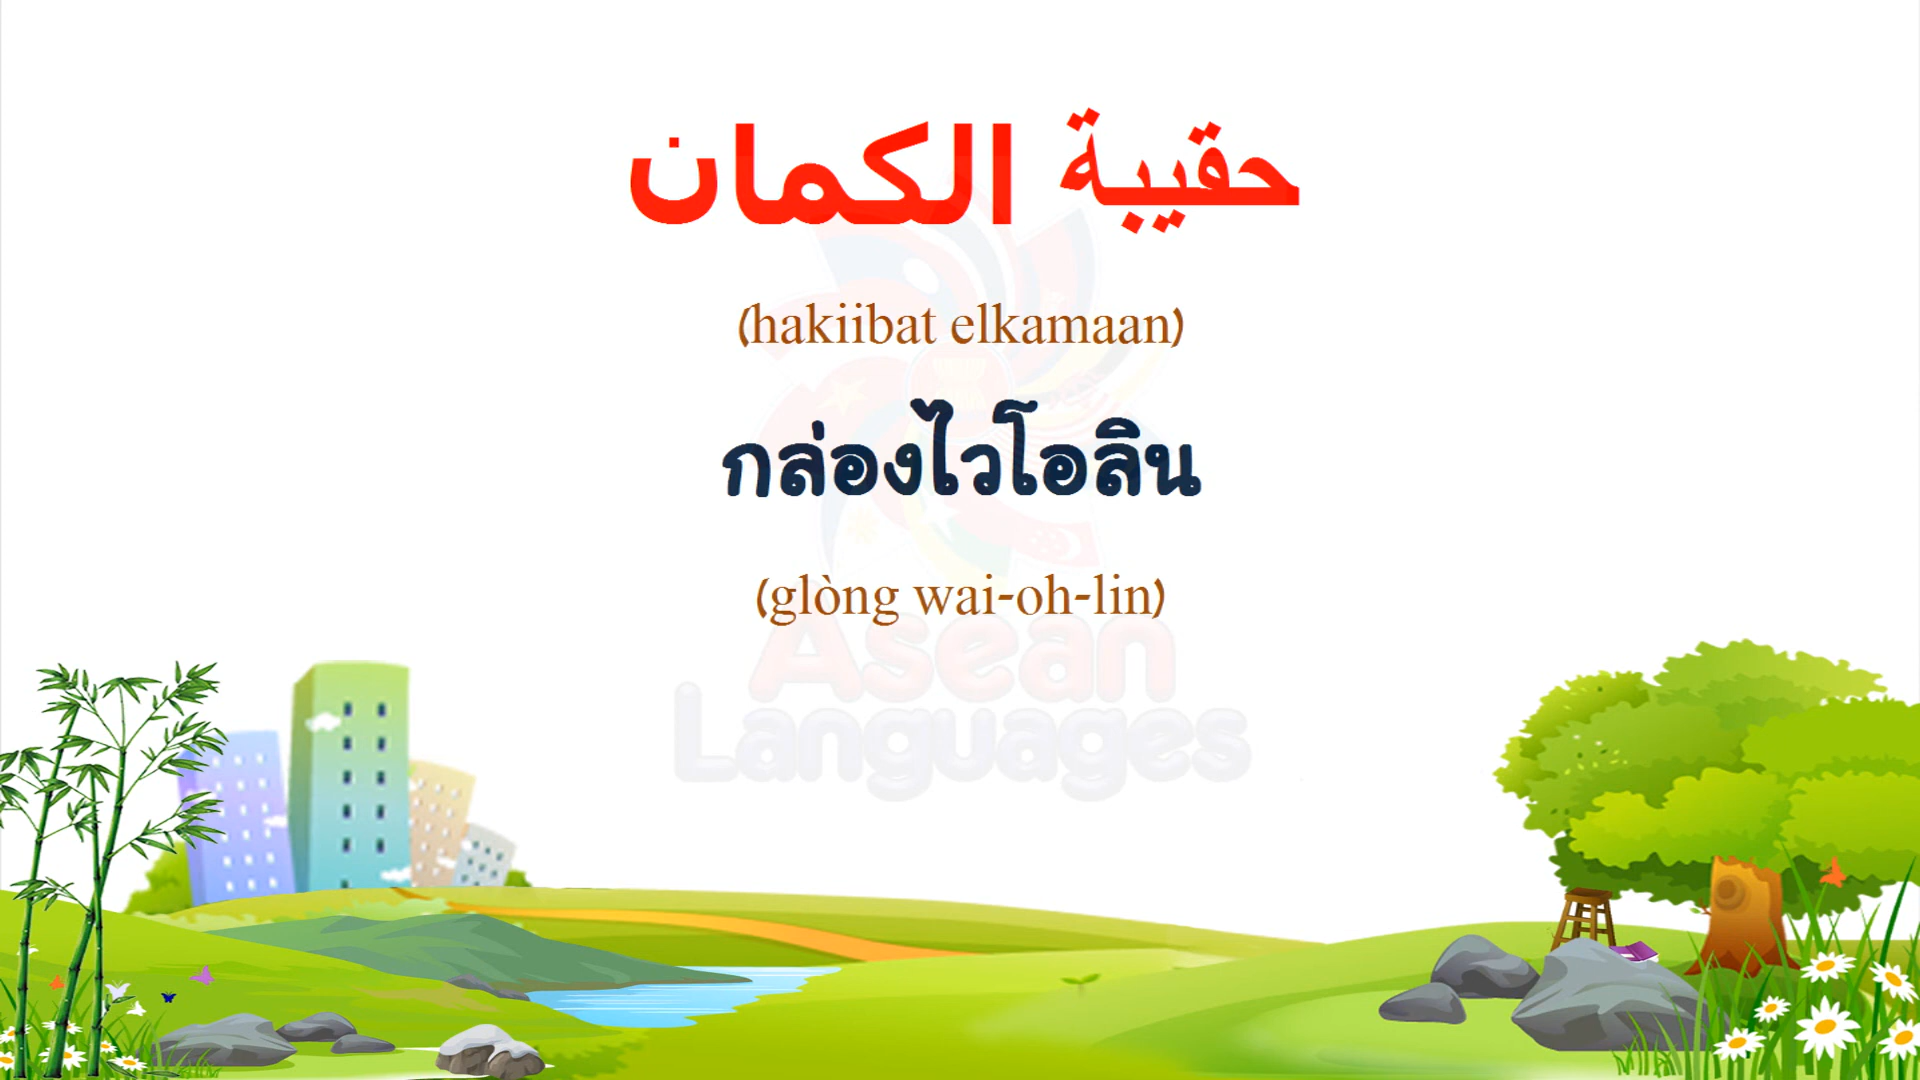 حقيبة الكمان
(hakiibat elkamaan)
กล่องไวโอลิน
(glòng wai-oh-lin)
Asean
Languages